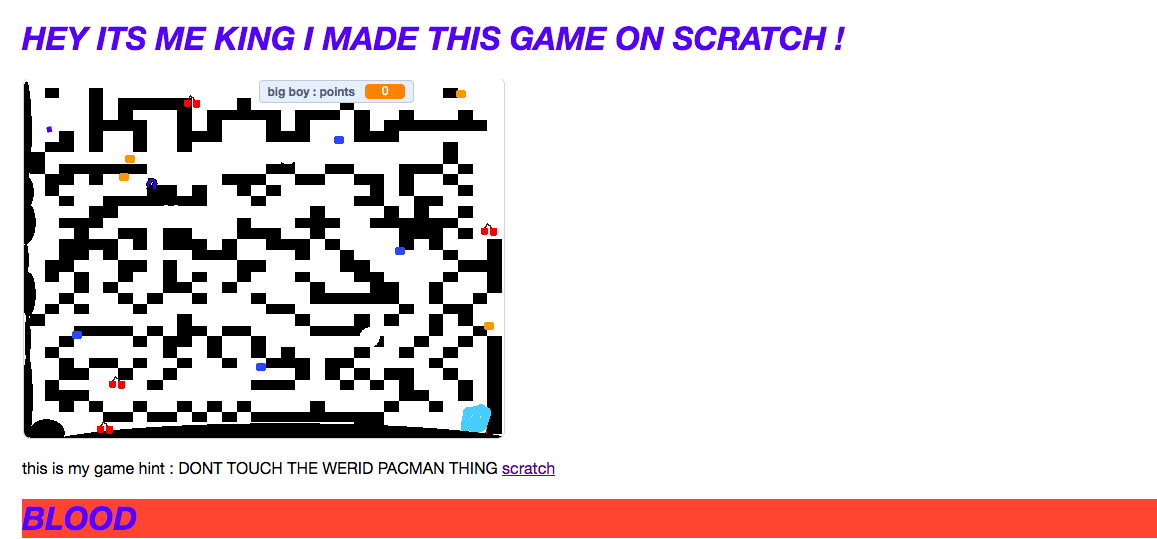 HEY ITS ME KING I MADE THIS GAME ON SCRATCH !
big boy : points 0
this is my game hint : DONT TOUCH THE WERID PACMAN THING scratch
BLOOD